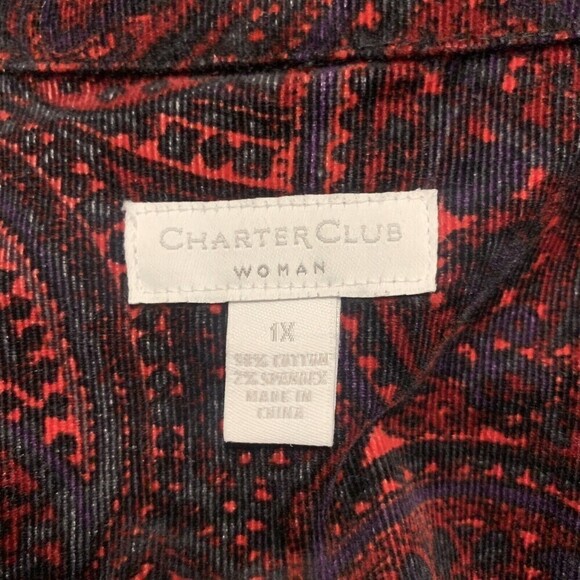 CHARTER CLUB
WOMAN
1X
98% COTTON
2% SPANDEX
MADE IN
CHINA